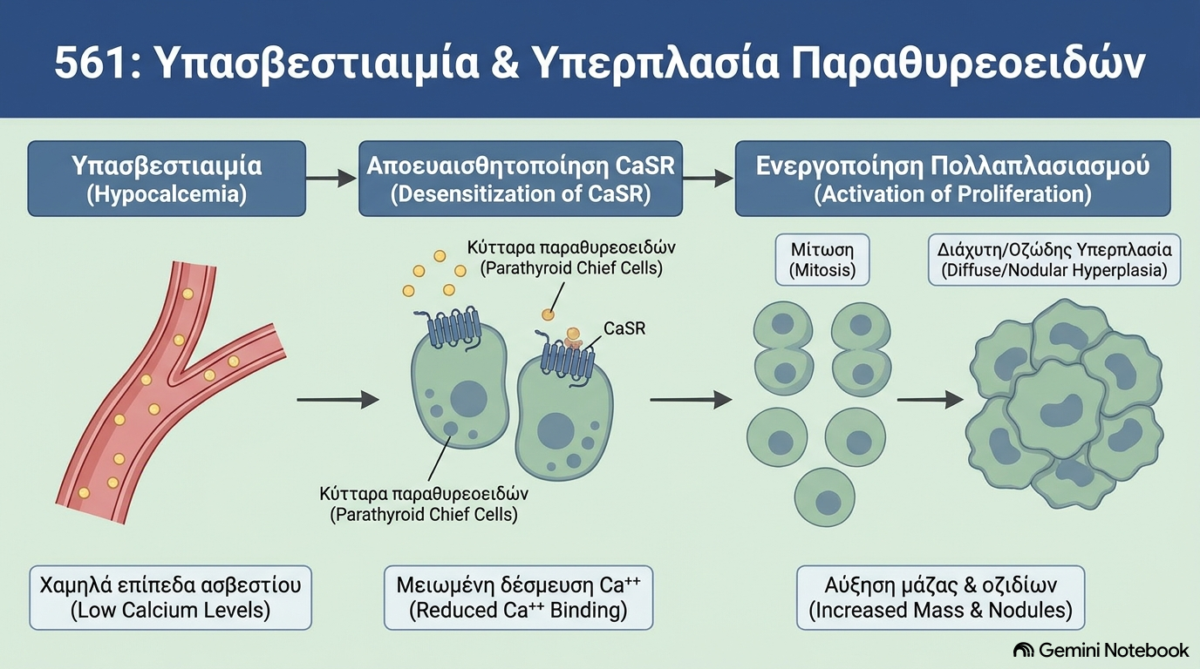 561: Υπασβεστιαιμία & Υπερπλασία Παραθυρεοειδών
Υπασβεστιαιμία
(Hypocalcemia)
Αποευαισθητοποίηση CaSR
(Desensitization of CaSR)
Ενεργοποίηση Πολλαπλασιασμού
(Activation of Proliferation)
Κύτταρα παραθυρεοειδών
(Parathyroid Chief Cells)
CaSR
Κύτταρα παραθυρεοειδών
(Parathyroid Chief Cells)
Μίτωση
(Mitosis)
Διάχυτη/Οζώδης Υπερπλασία
(Diffuse/Nodular Hyperplasia)
Χαμηλά επίπεδα ασβεστίου
(Low Calcium Levels)
Μειωμένη δέσμευση Ca⁺⁺
(Reduced Ca⁺⁺ Binding)
Αύξηση μάζας & οζιδίων
(Increased Mass & Nodules)
Gemini Notebook